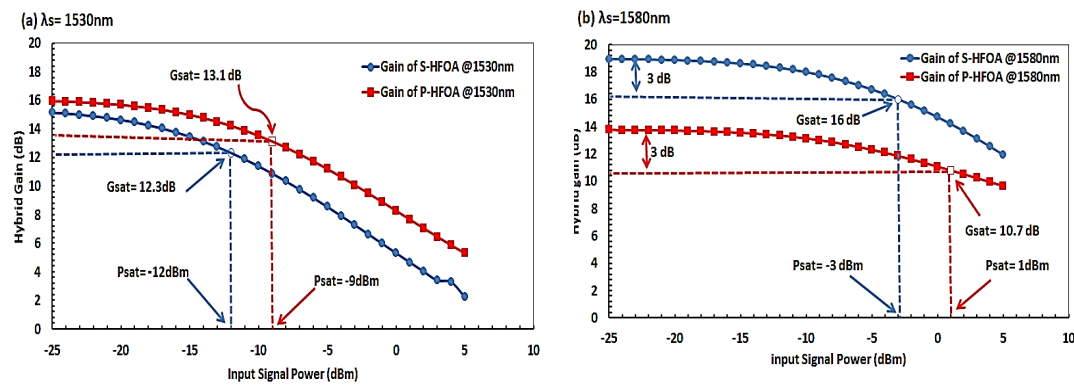 (a) λs= 1530nm
Hybrid Gain (dB)
20
18
16
14
12
10
8
6
4
2
0
Gsat= 13.1 dB
Gain of S-HFOA @1530nm
Gain of P-HFOA @1530nm
Gsat= 12.3dB
Psat= -12dBm
Psat= -9dBm
-25
-20
-15
-10
-5
0
5
10
Input Signal Power (dBm)
(b) λs=1580nm
Hybrid gain (dB)
20
18
16
14
12
10
8
6
4
2
0
Gain of S-HFOA @1580nm
Gain of P-HFOA @1580nm
3 dB
Gsat= 16 dB
3 dB
Gsat= 10.7 dB
Psat= -3 dBm
Psat= 1dBm
-25
-20
-15
-10
-5
0
5
10
input Signal Power (dBm)